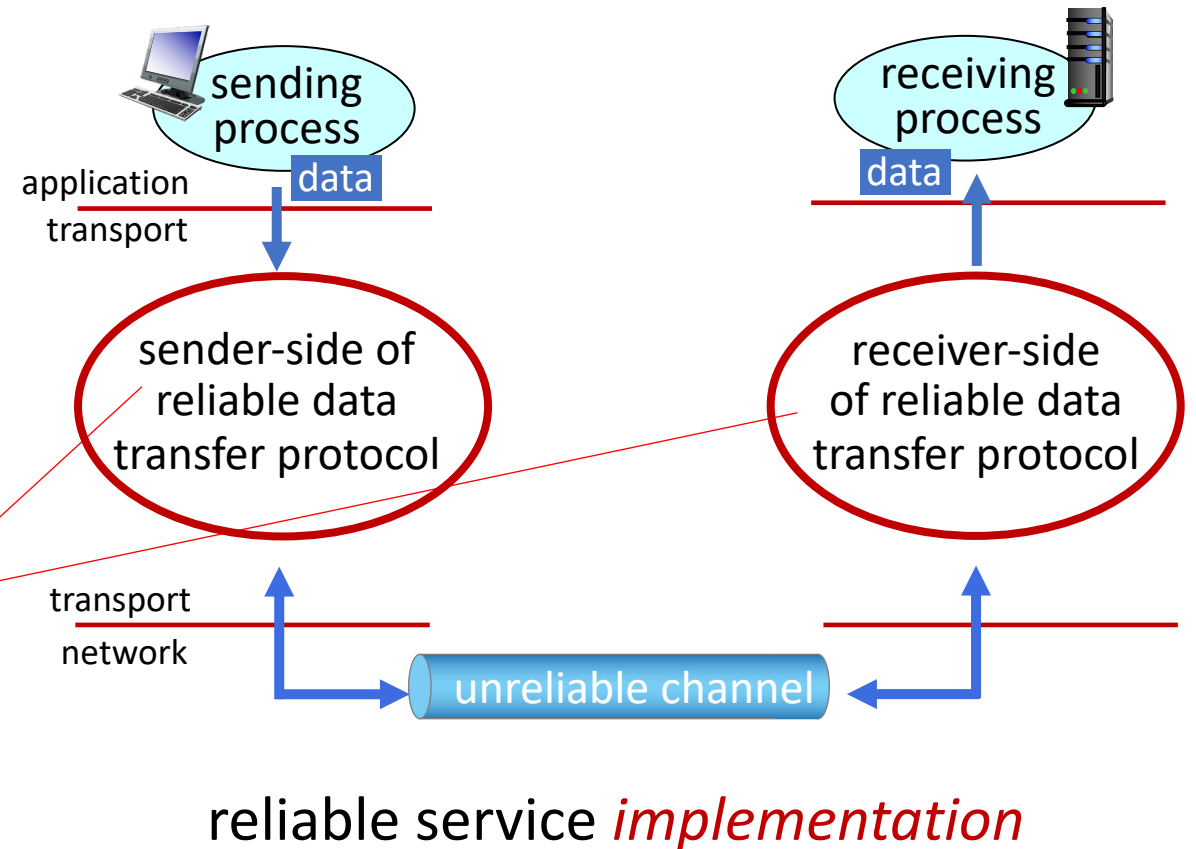 sending
process
data
application
transport
receiving
process
data
sender-side of
reliable data
transfer protocol
receiver-side
of reliable data
transfer protocol
transport
network
unreliable channel
reliable service implementation